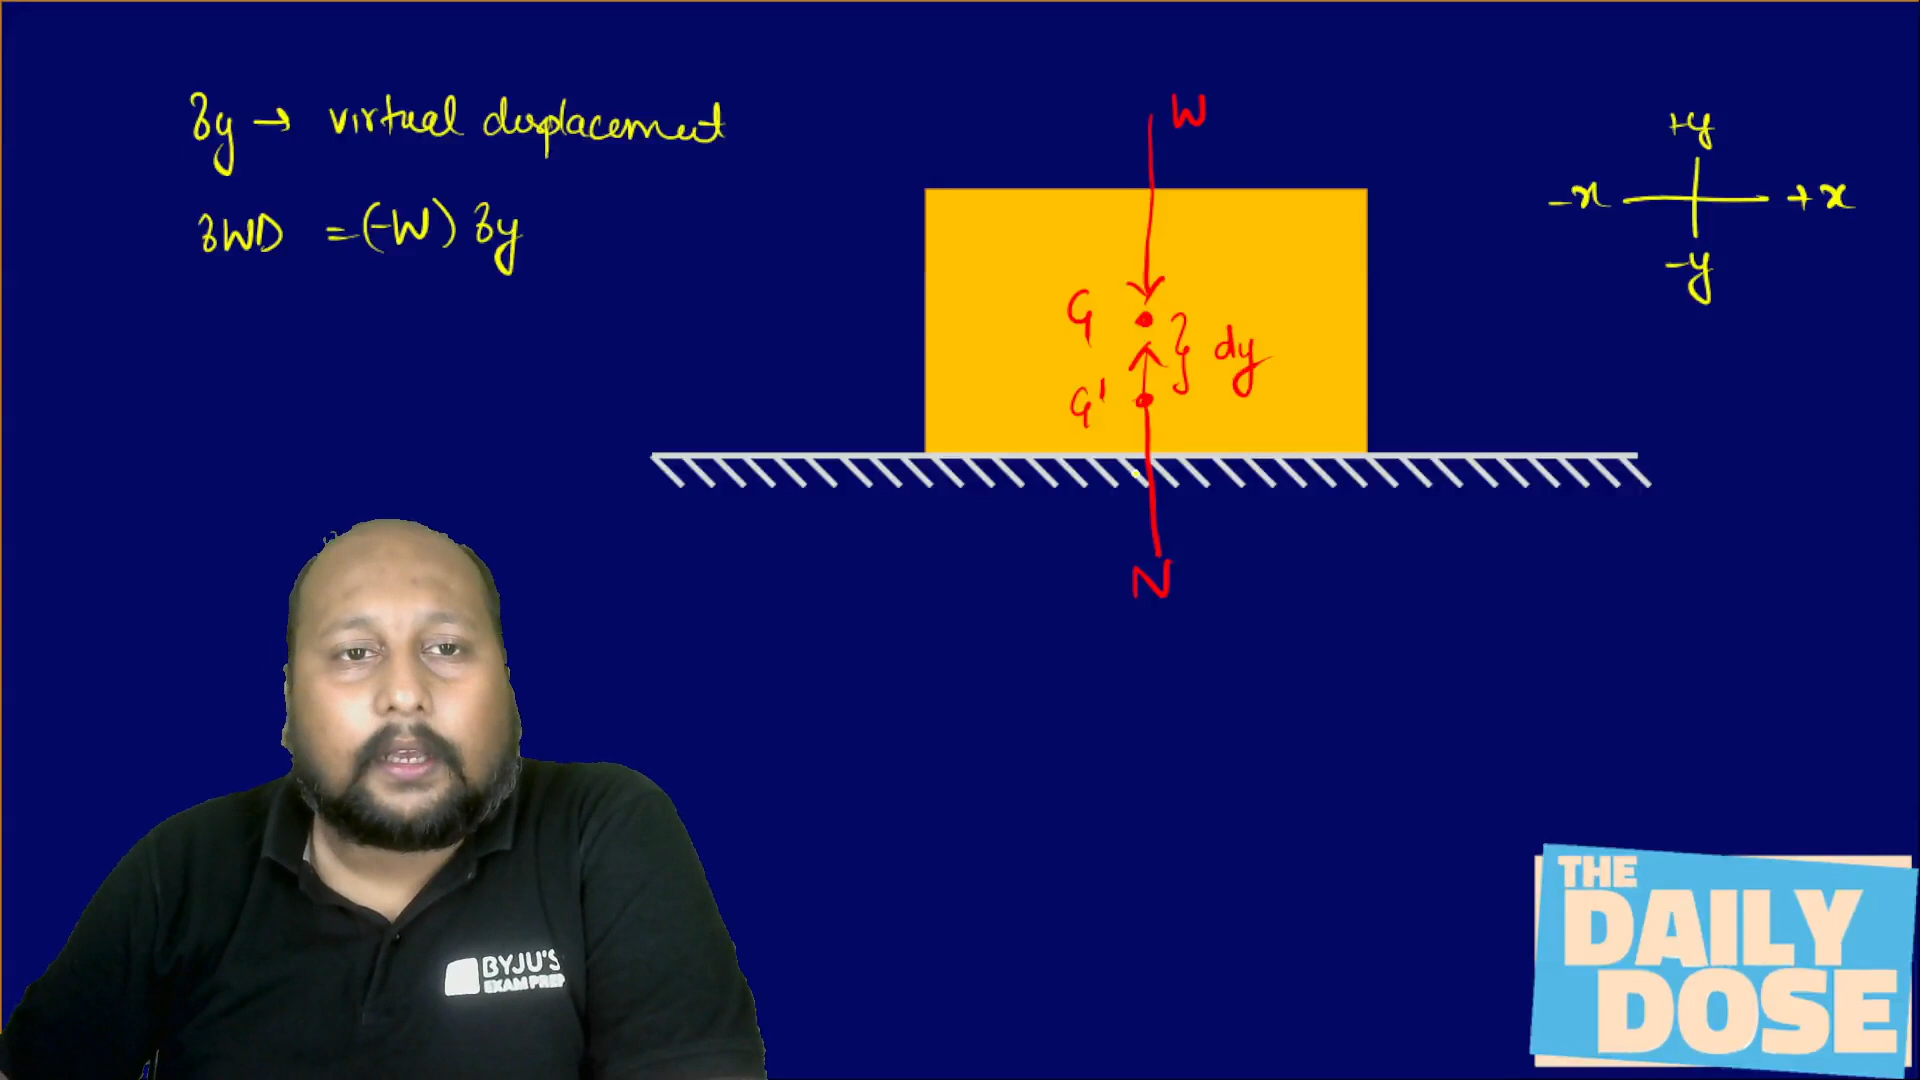 δy → virtual displacement
δWD = (-W) δy
W
G
dy
G'
N
+y
-x
+x
-y
BYJU'S
EXAM PREP
THE
DAILY
DOSE